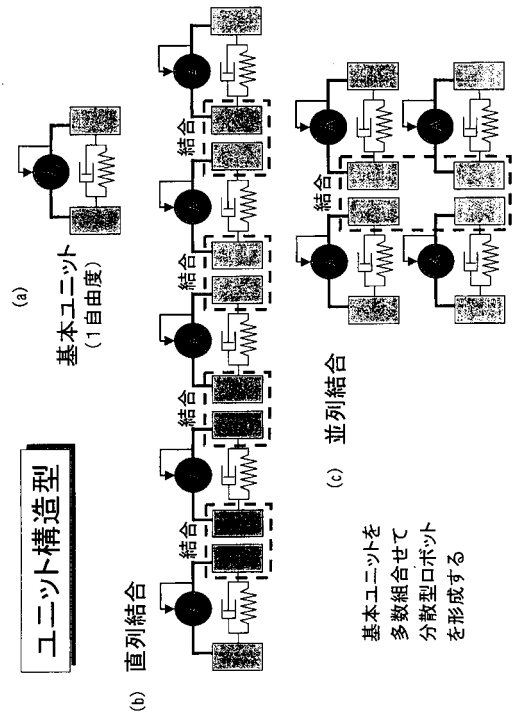 ユニット構造型
(a)
基本ユニット
(1自由度)
(b) 直列結合
結合
結合
結合
結合
(c) 並列結合
結合
基本ユニットを
多数組合せて
分散型ロボット
を形成する